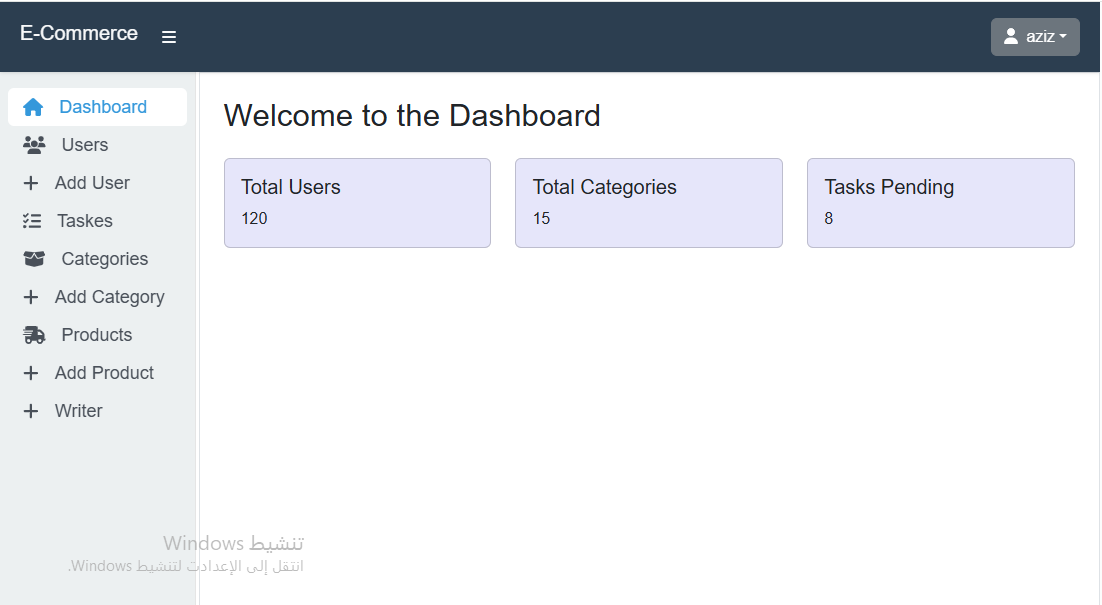 E-Commerce
aziz
Dashboard
Users
Add User
Taskes
Categories
Add Category
Products
Add Product
Writer
Welcome to the Dashboard
Total Users
120
Total Categories
15
Tasks Pending
8
تنشيط Windows
انتقل إلى الإعدادت لتنشيط Windows.